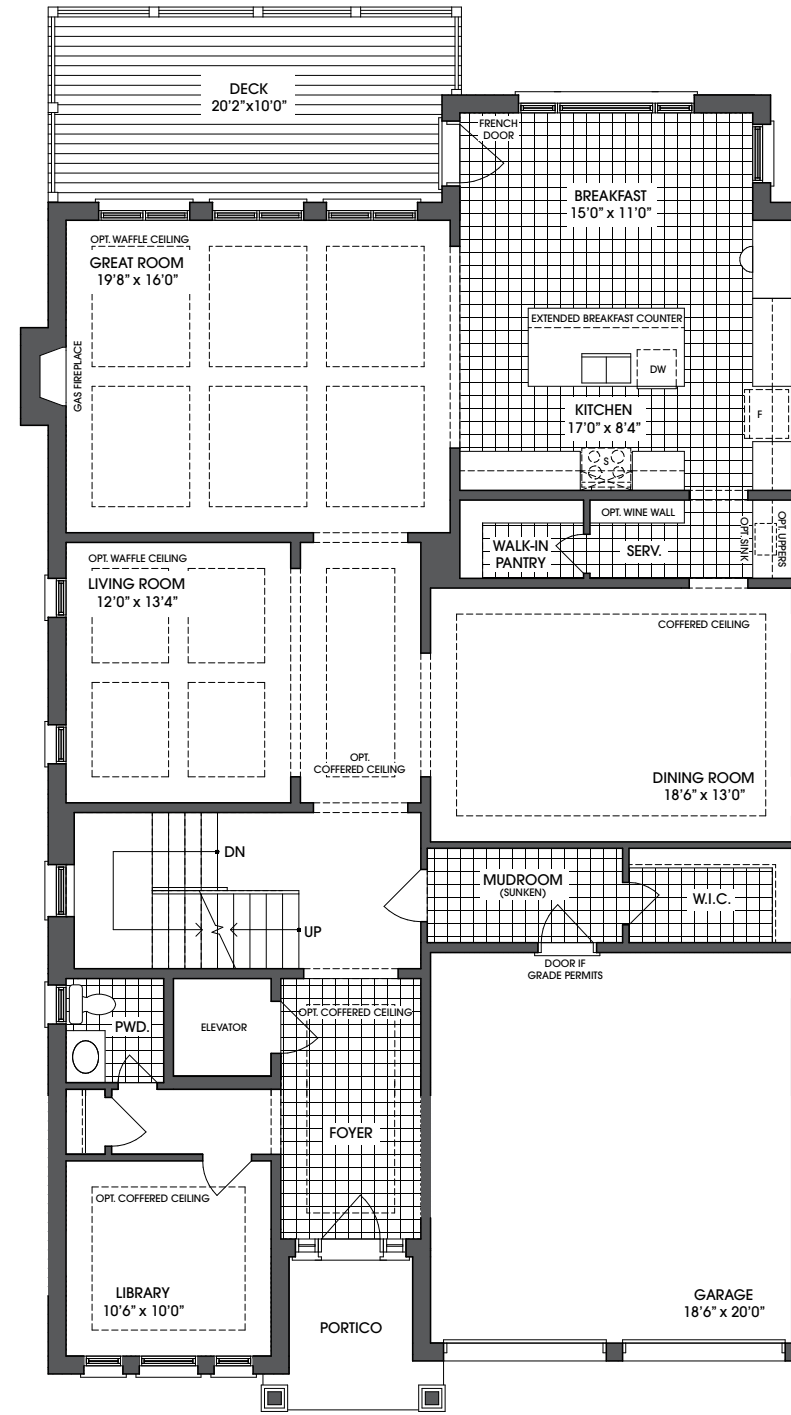 DECK
20'2"x10'0"
FRENCH
DOOR
BREAKFAST
15'0" x 11'0"
OPT. WAFFLE CEILING
GREAT ROOM
19'8" x 16'0"
GAS FIREPLACE
EXTENDED BREAKFAST COUNTER
DW
KITCHEN
17'0" x 8'4"
F
S
OPT. WINE WALL
WALK-IN
PANTRY
SERV.
OPT. SINK
OPT. UPPERS
OPT. WAFFLE CEILING
LIVING ROOM
12'0" x 13'4"
COFFERED CEILING
OPT.
COFFERED CEILING
DINING ROOM
18'6" x 13'0"
DN
UP
MUDROOM
(SUNKEN)
W.I.C.
DOOR IF
GRADE PERMITS
PWD.
ELEVATOR
OPT. COFFERED CEILING
FOYER
OPT. COFFERED CEILING
LIBRARY
10'6" x 10'0"
PORTICO
GARAGE
18'6" x 20'0"